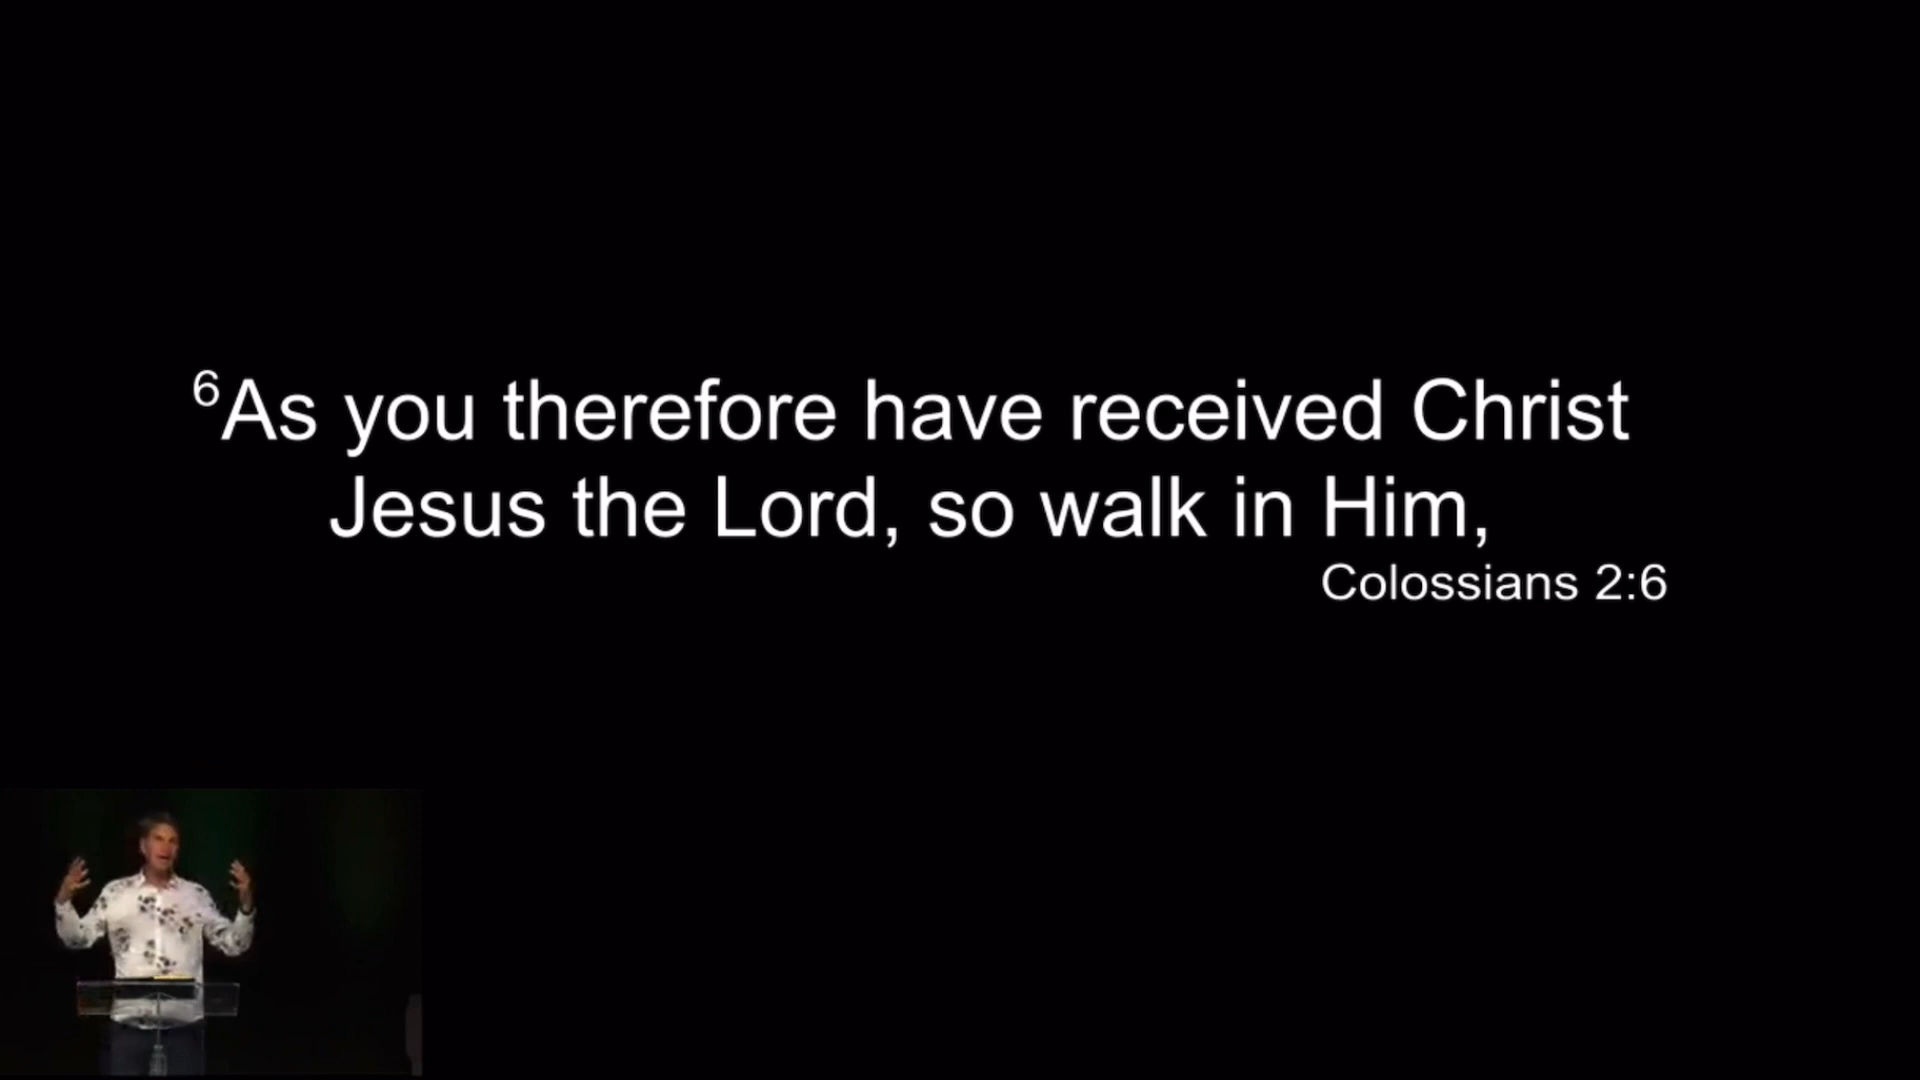 ⁶As you therefore have received Christ
Jesus the Lord, so walk in Him,
Colossians 2:6